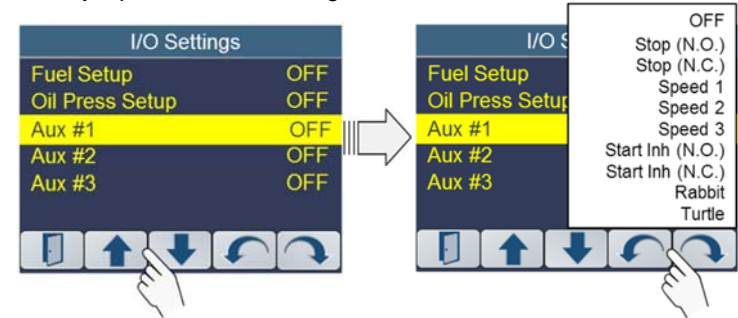 I/O Settings
Fuel Setup OFF
Oil Press Setup OFF
Aux #1 OFF
Aux #2 OFF
Aux #3 OFF
I/O S
Fuel Setup
Oil Press Setup
Aux #1
Aux #2
Aux #3
OFF
Stop (N.O.)
Stop (N.C.)
Speed 1
Speed 2
Speed 3
Start Inh (N.O.)
Start Inh (N.C.)
Rabbit
Turtle